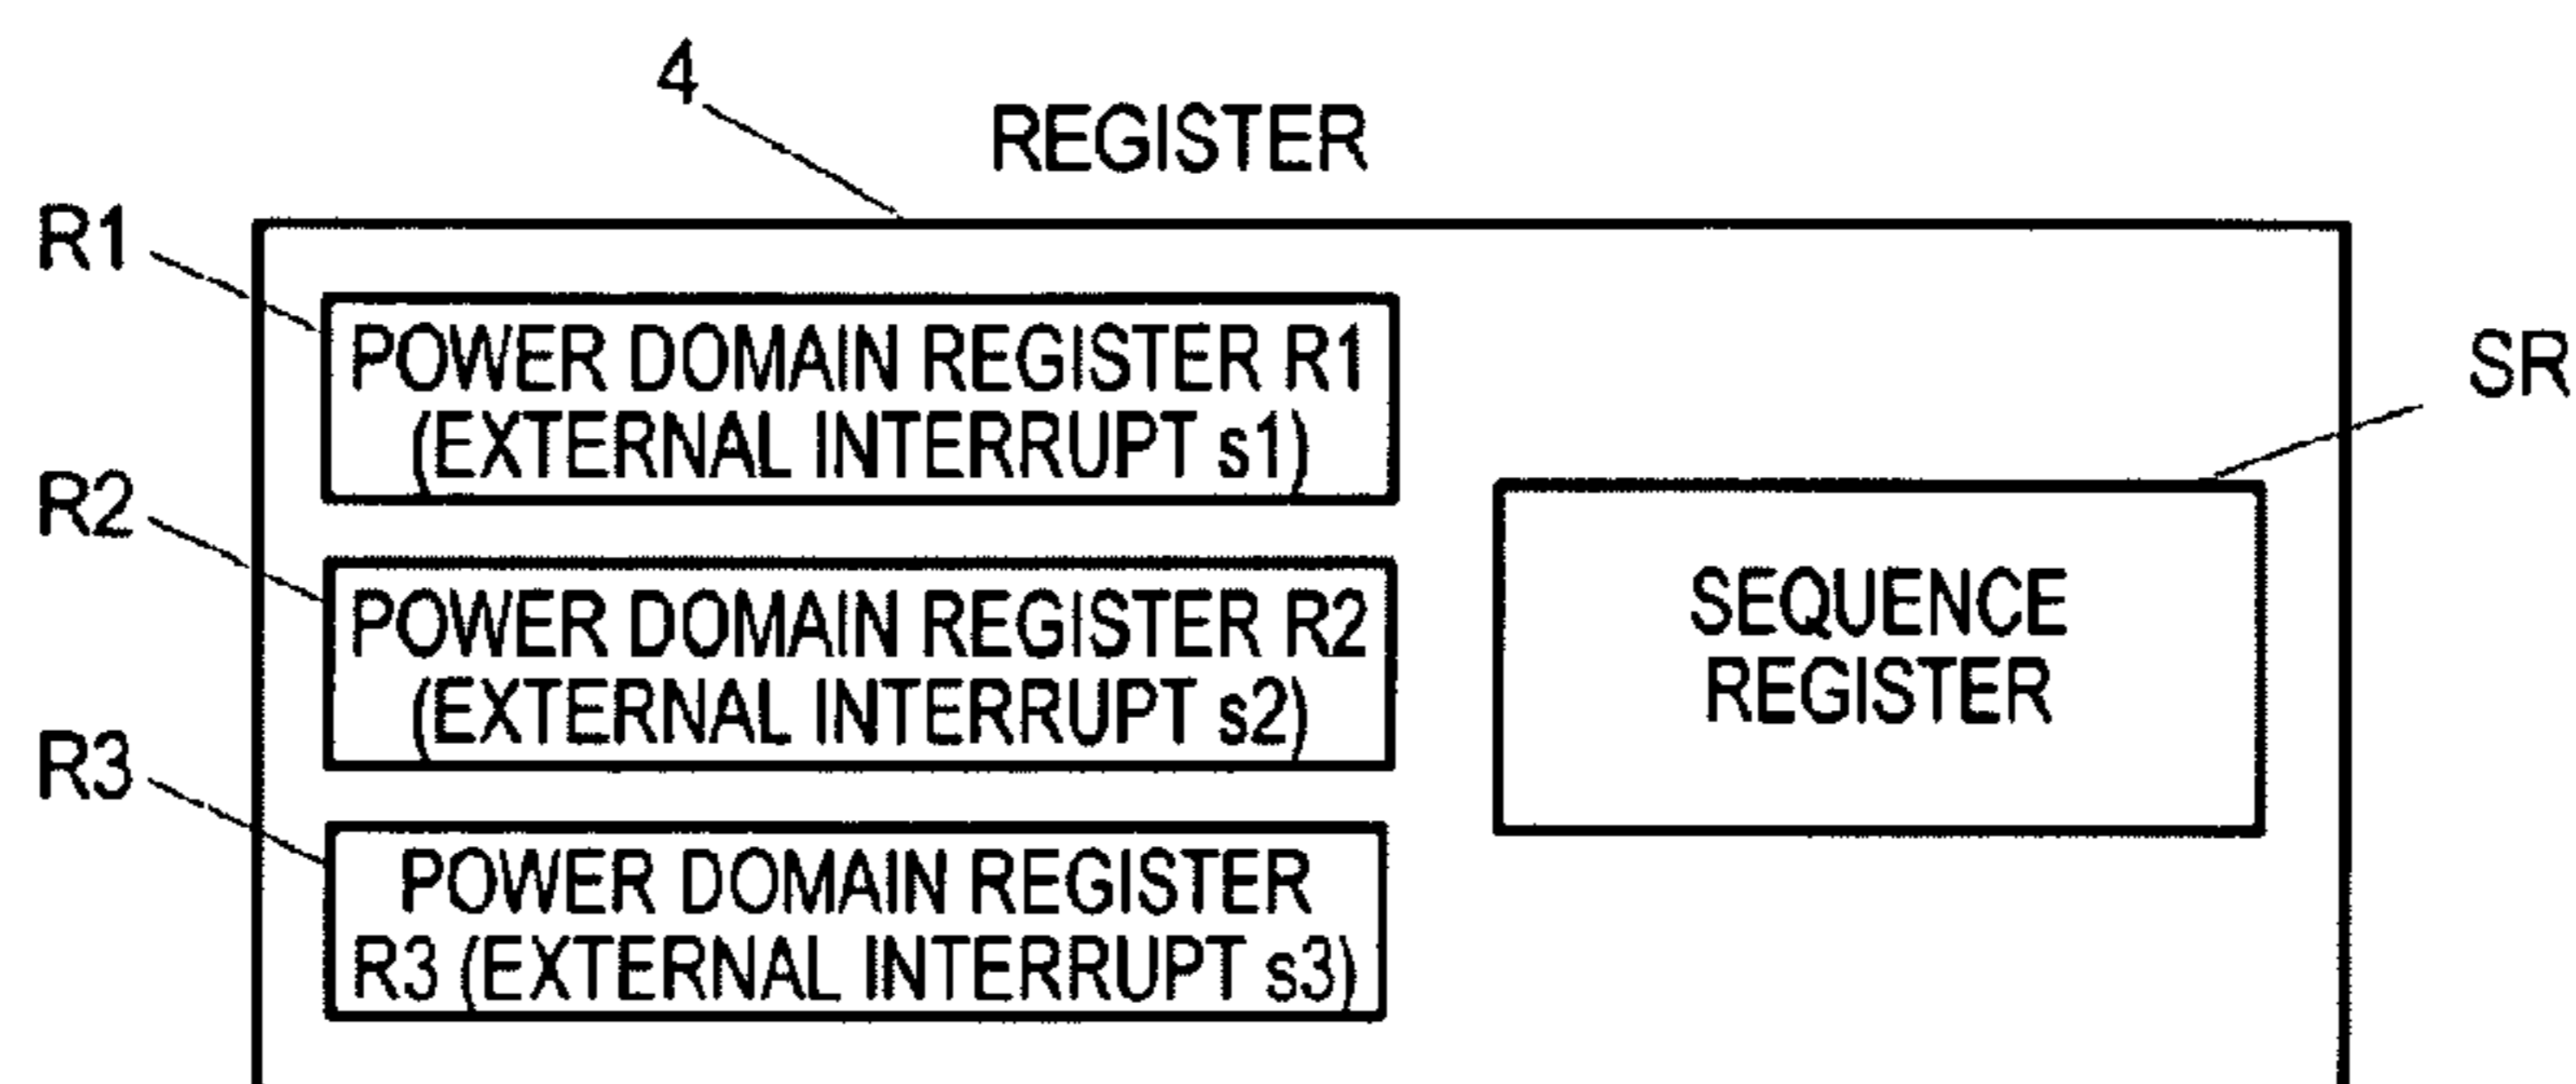 4
REGISTER
R1
POWER DOMAIN REGISTER R1
(EXTERNAL INTERRUPT s1)
SR
R2
POWER DOMAIN REGISTER R2
(EXTERNAL INTERRUPT s2)
SEQUENCE
REGISTER
R3
POWER DOMAIN REGISTER
R3 (EXTERNAL INTERRUPT s3)